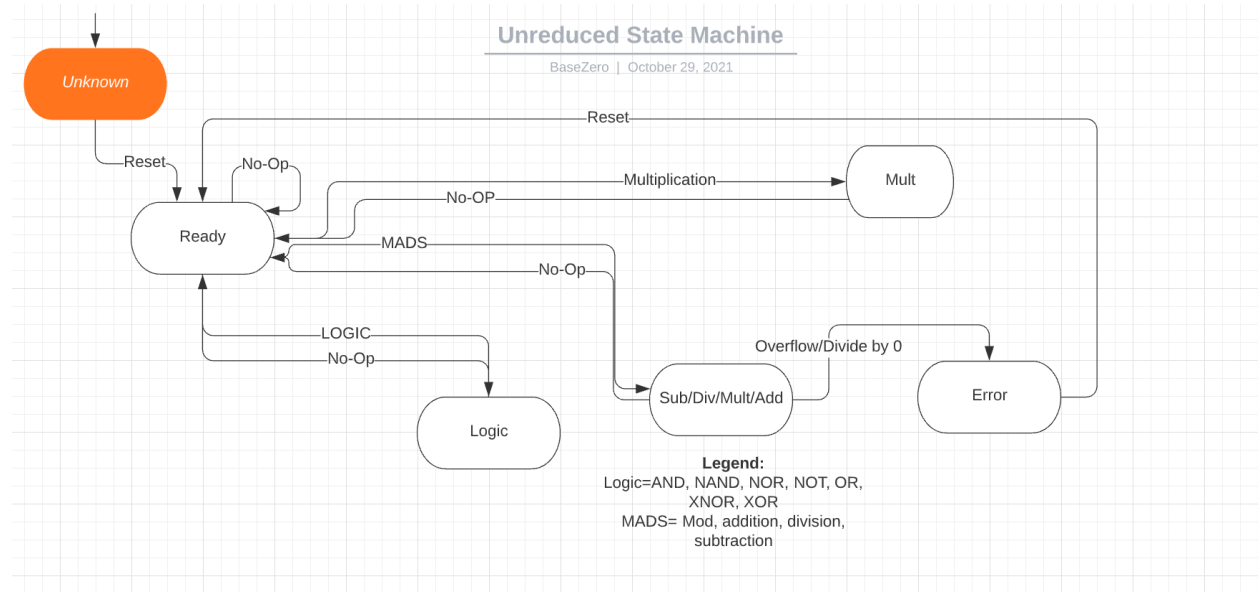 Unreduced State Machine
BaseZero | October 29, 2021
Unknown
Reset
Reset
No-Op
Multiplication
Mult
No-OP
Ready
MADS
No-Op
LOGIC
No-Op
Overflow/Divide by 0
Sub/Div/Mult/Add
Error
Logic
Legend:
Logic=AND, NAND, NOR, NOT, OR,
XNOR, XOR
MADS= Mod, addition, division,
subtraction